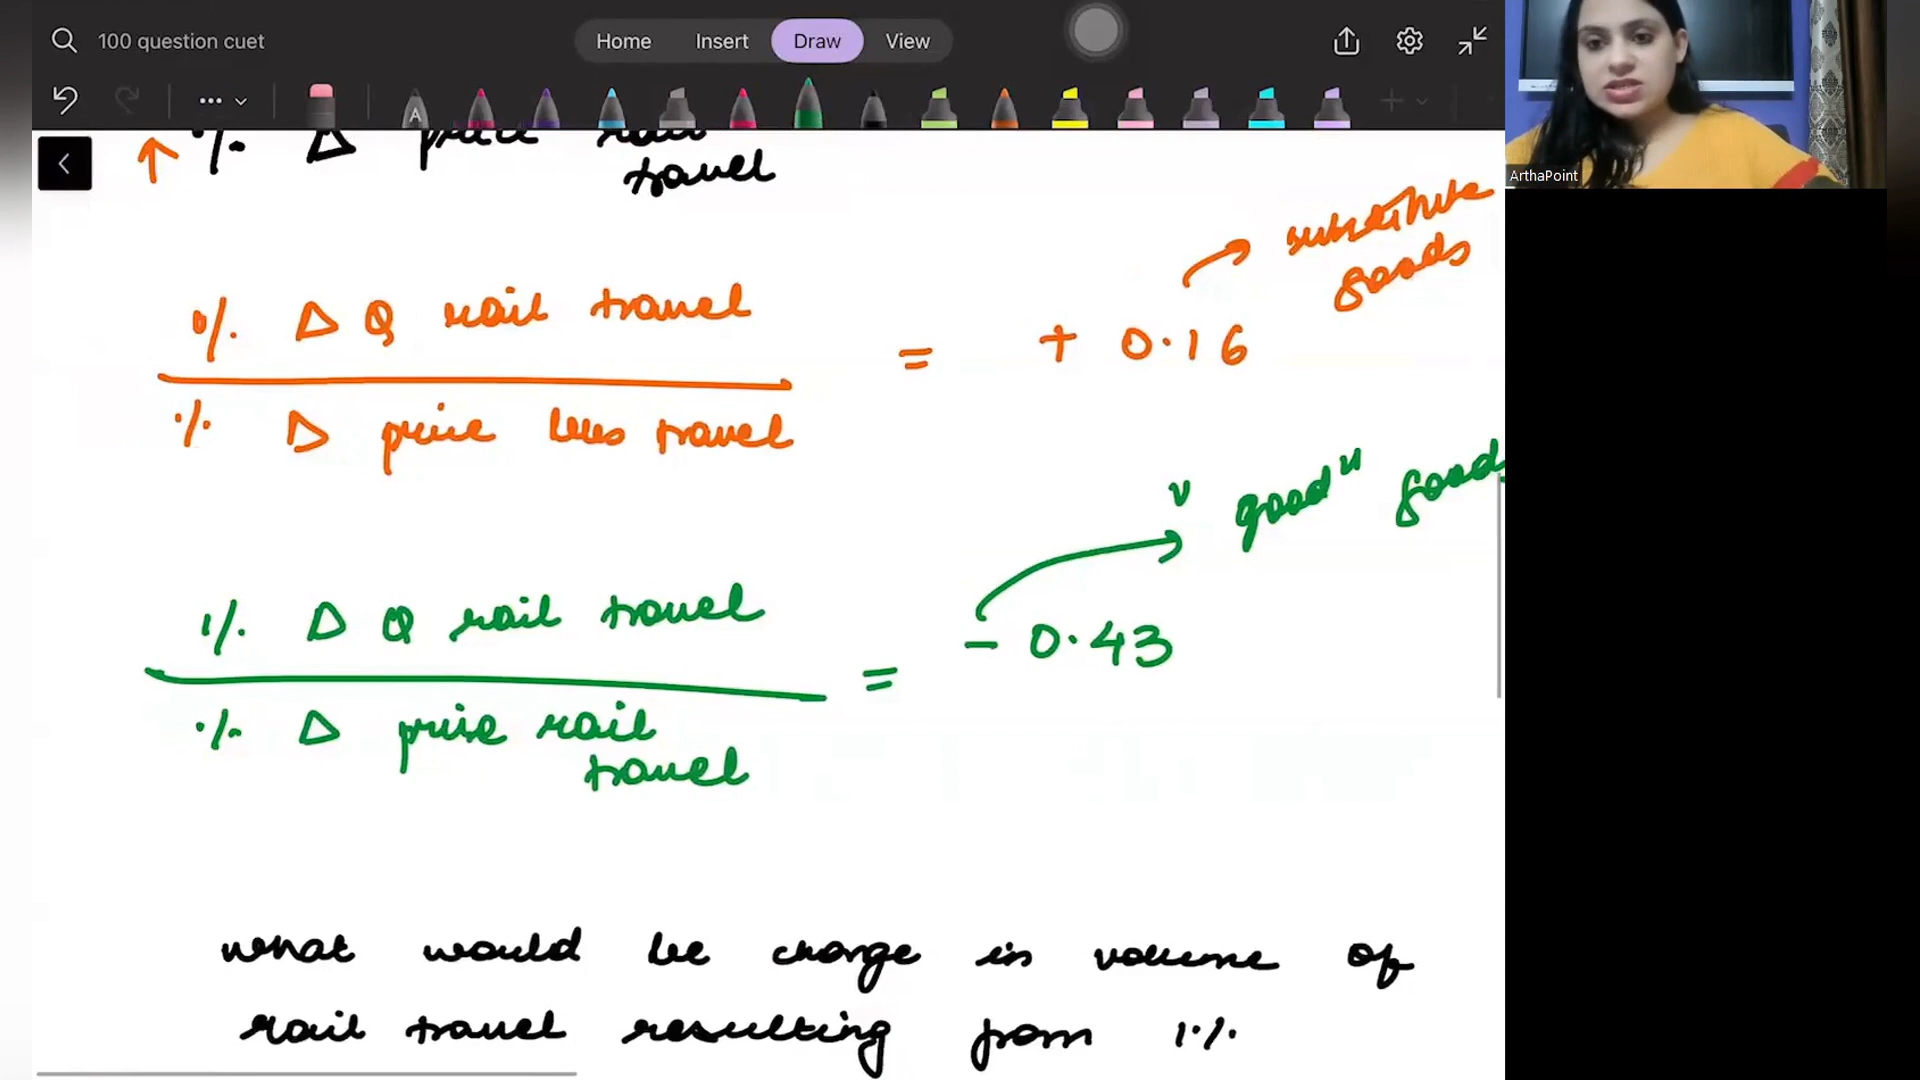 100 question cuet
Home Insert Draw View
A
ArthaPoint
↑ % Δ price rail
travel
substitute
goods
% Δ Q rail travel
= + 0.16
% Δ price bus travel
" good" goods
% Δ Q rail travel
= - 0.43
% Δ price rail
travel
what would be change in volume of
rail travel resulting from 1%